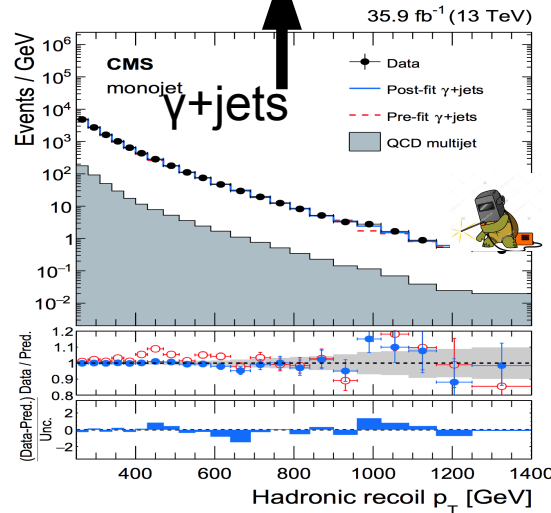 35.9 fb⁻¹ (13 TeV)
Events / GeV
10⁶
10⁵
10⁴
10³
10²
10
1
10⁻¹
10⁻²
CMS
monojet
γ+jets
Data
Post-fit γ+jets
Pre-fit γ+jets
QCD multijet
Data / Pred.
1.2
1.1
1.0
0.9
0.8
(Data-Pred.)
Unc.
2
0
−2
400 600 800 1000 1200 1400
Hadronic recoil p_T [GeV]